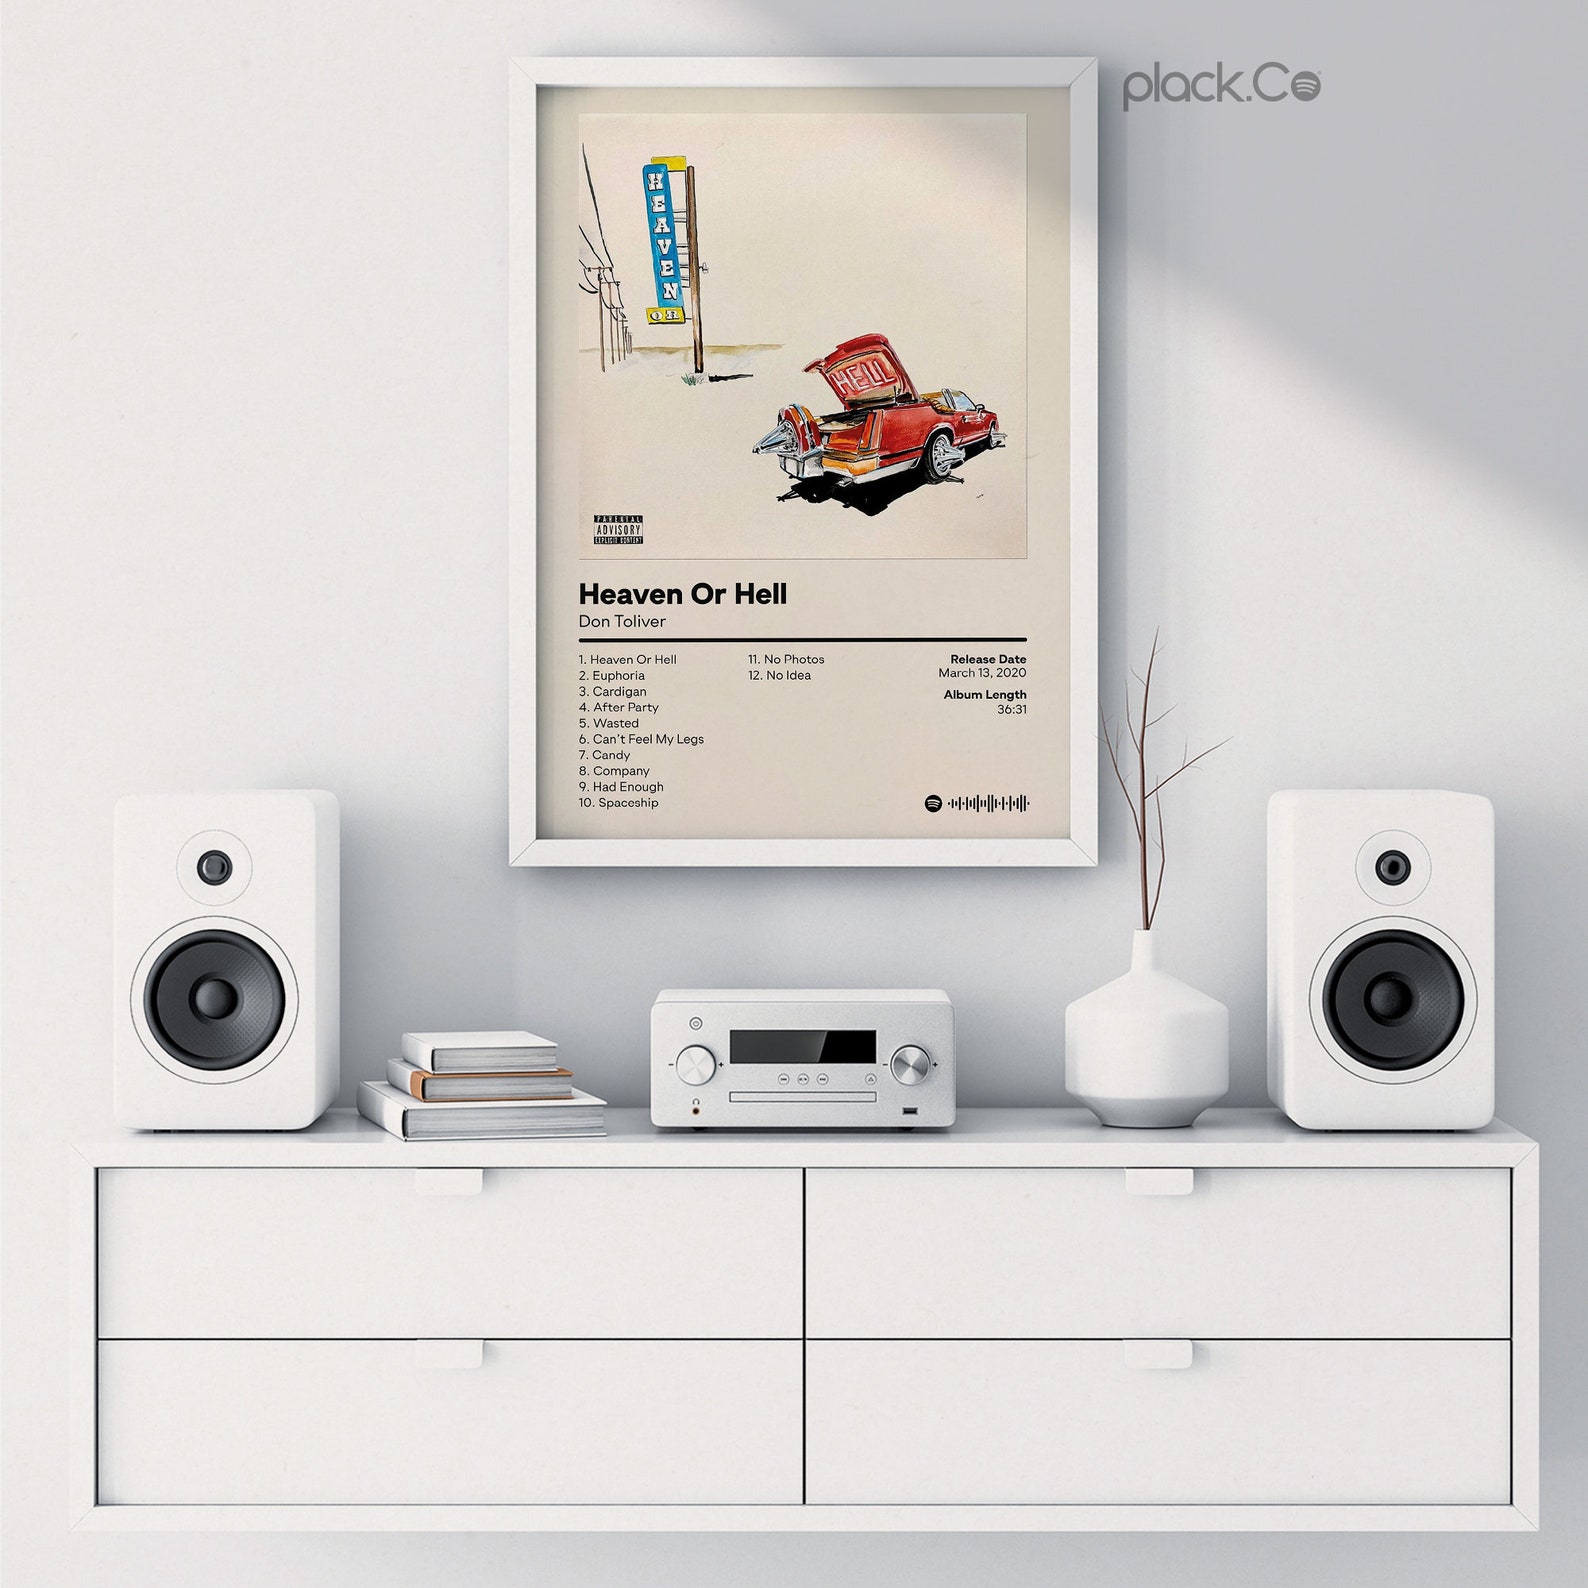 plack.Co
HEAVEN
OR
HELL
PARENTAL
ADVISORY
EXPLICIT CONTENT
Heaven Or Hell
Don Toliver
1. Heaven Or Hell
2. Euphoria
3. Cardigan
4. After Party
5. Wasted
6. Can't Feel My Legs
7. Candy
8. Company
9. Had Enough
10. Spaceship
11. No Photos
12. No Idea
Release Date
March 13, 2020
Album Length
36:31